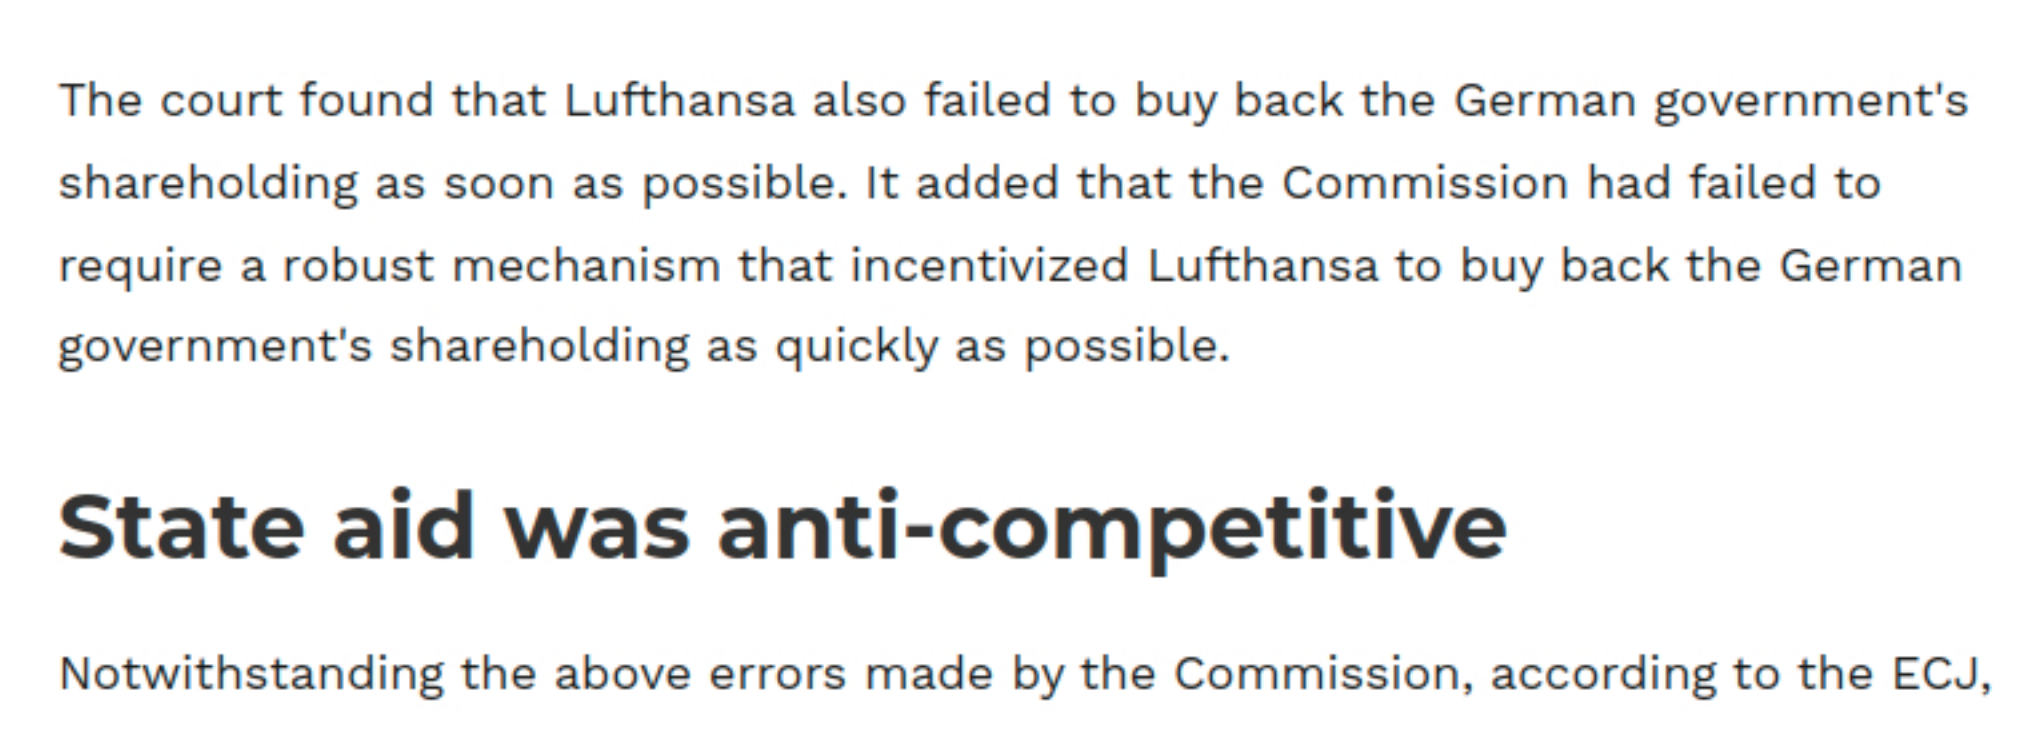 The court found that Lufthansa also failed to buy back the German government's
shareholding as soon as possible. It added that the Commission had failed to
require a robust mechanism that incentivized Lufthansa to buy back the German
government's shareholding as quickly as possible.
State aid was anti-competitive
Notwithstanding the above errors made by the Commission, according to the ECJ,